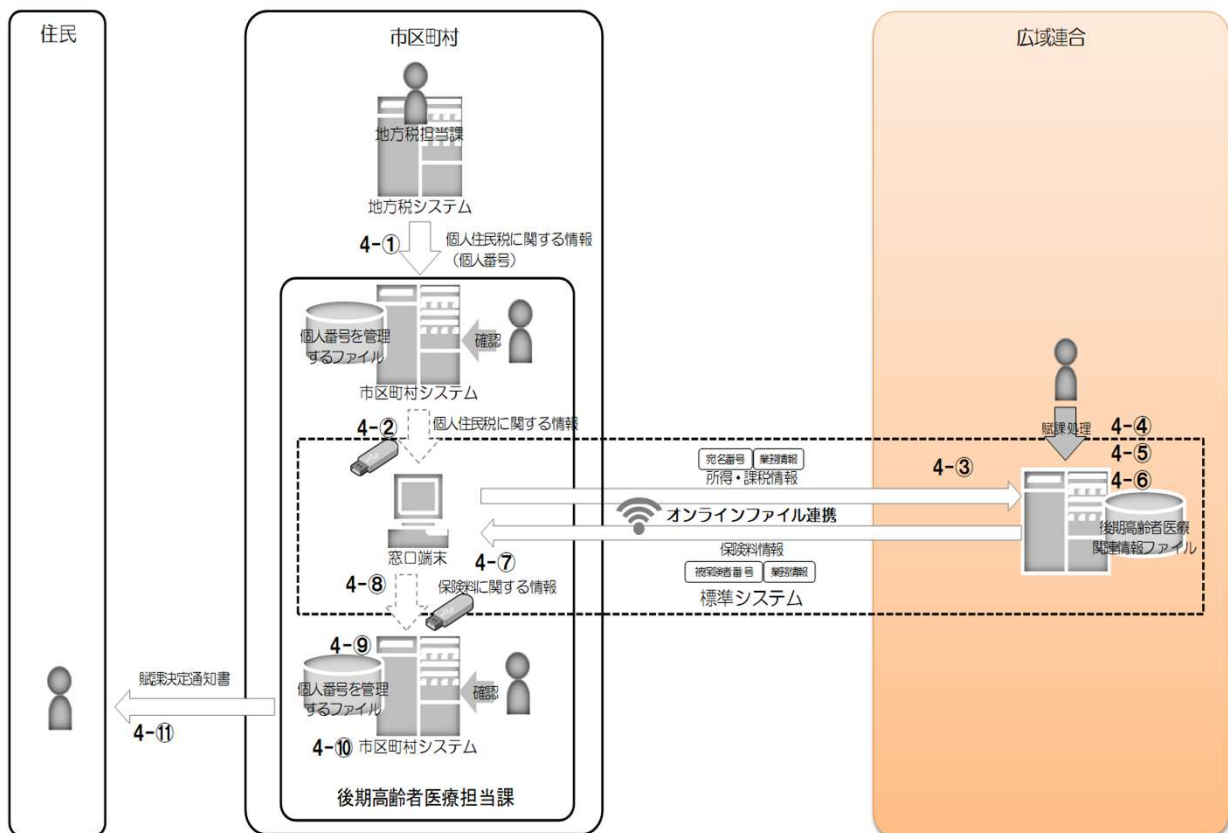 住民
市区町村
広域連合
地方税担当課
地方税システム
4-①
個人住民税に関する情報
（個人番号）
個人番号を管理
するファイル
確認
市区町村システム
4-②
個人住民税に関する情報
賦課処理
4-④
4-⑤
4-⑥
宛名番号
業務情報
所得・課税情報
4-③
オンラインファイル連携
窓口端末
4-⑦
保険料情報
被保険者番号
業務情報
標準システム
後期高齢者医療
関連情報ファイル
4-⑧
保険料に関する情報
4-⑨
個人番号を管理
するファイル
確認
4-⑩
市区町村システム
賦課決定通知書
4-⑪
後期高齢者医療担当課